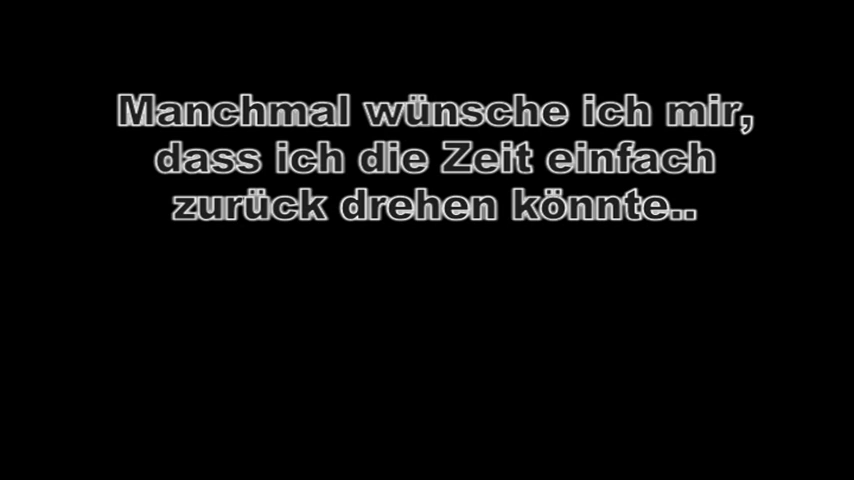 Manchmal wünsche ich mir,
dass ich die Zeit einfach
zurück drehen könnte..